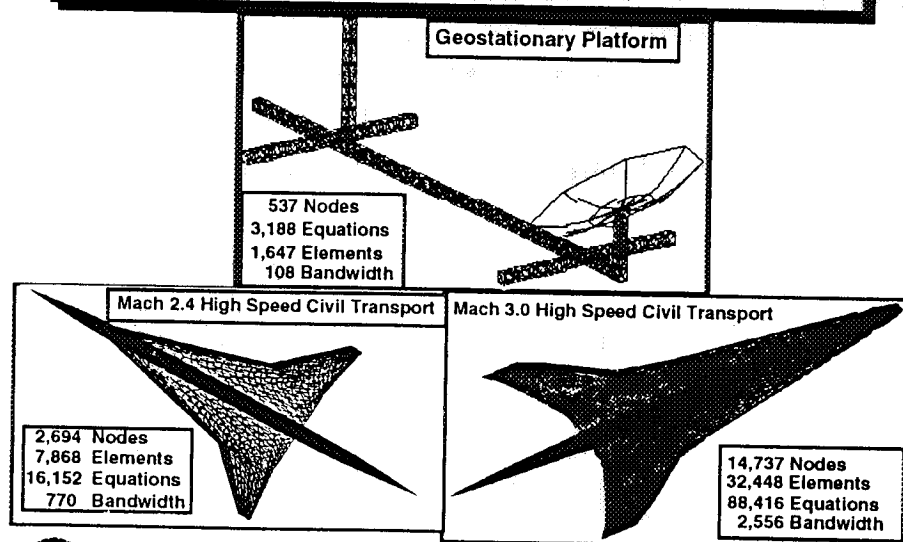 Geostationary Platform
537 Nodes
3,188 Equations
1,647 Elements
108 Bandwidth
Mach 2.4 High Speed Civil Transport
2,694 Nodes
7,868 Elements
16,152 Equations
770 Bandwidth
Mach 3.0 High Speed Civil Transport
14,737 Nodes
32,448 Elements
88,416 Equations
2,556 Bandwidth